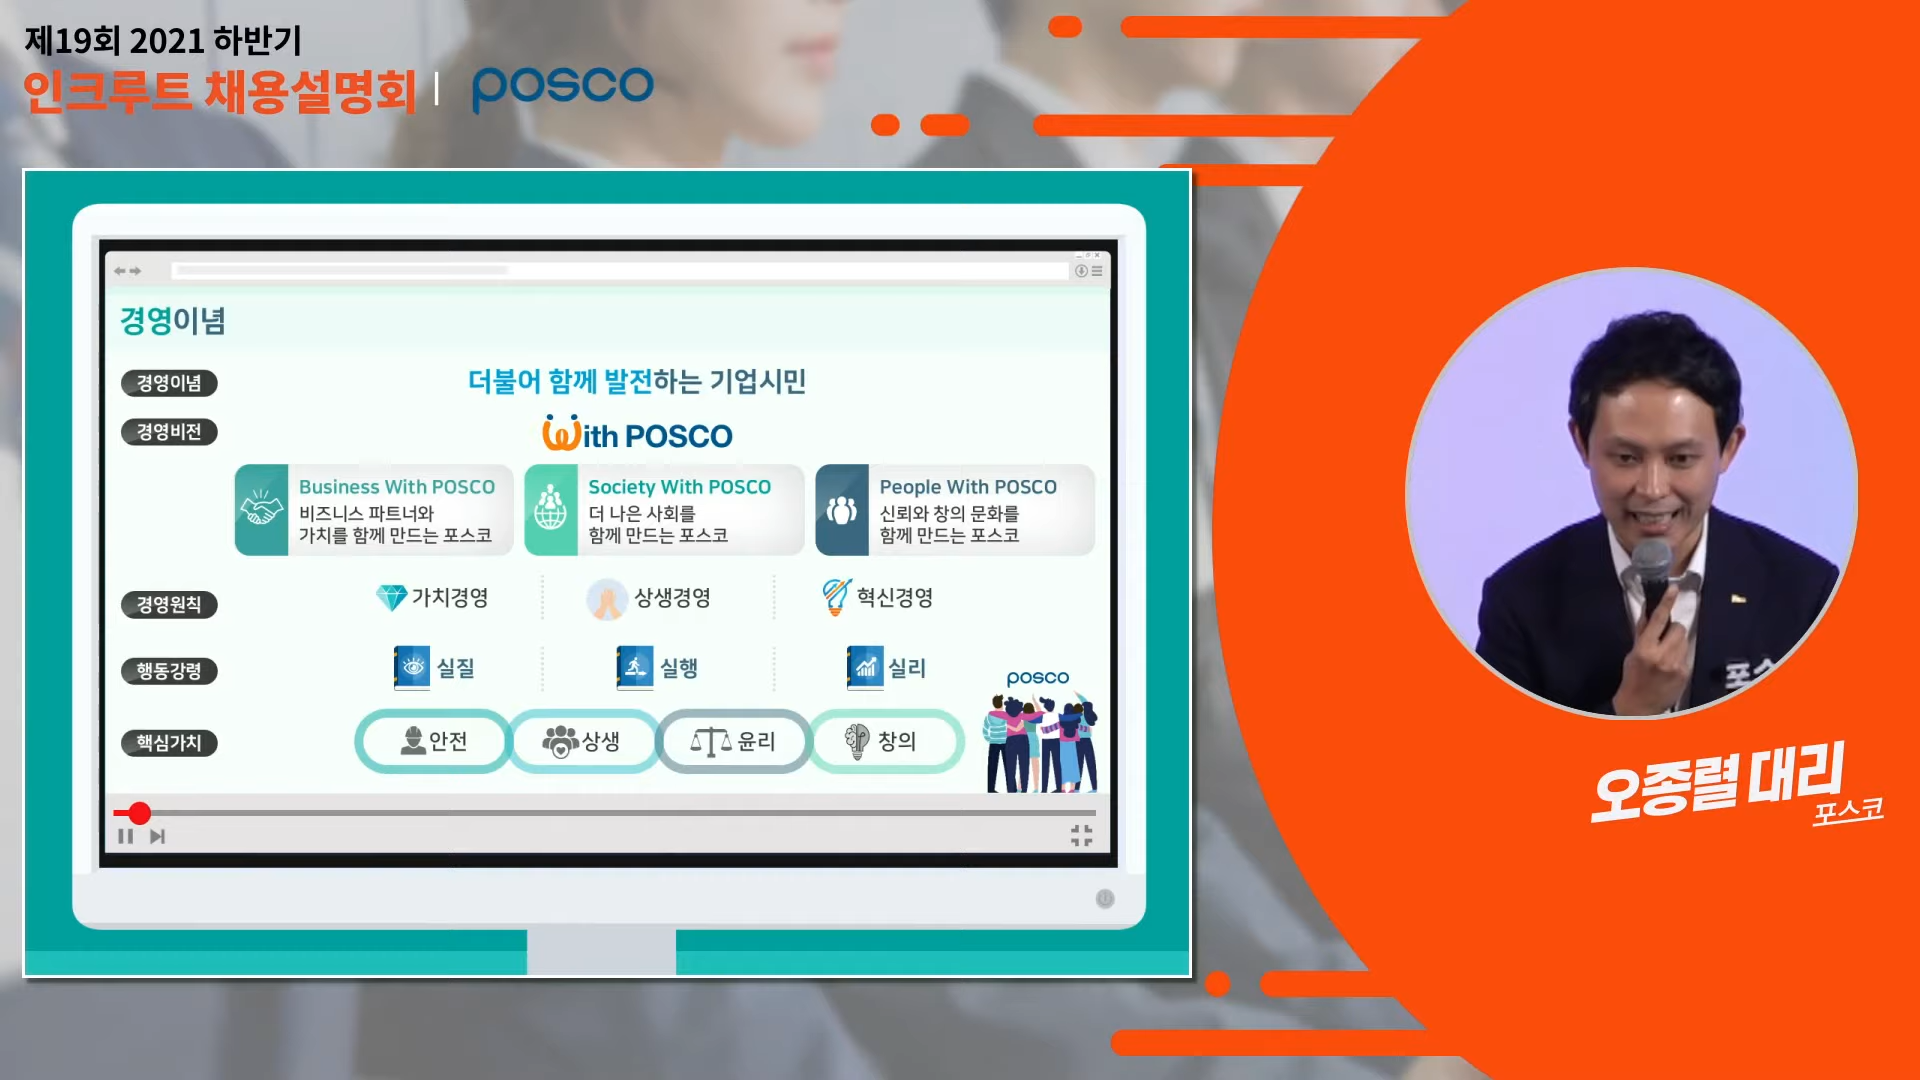 제19회 2021 하반기
인크루트 채용설명회
posco
경영이념
경영이념
더불어 함께 발전하는 기업시민
경영비전
With POSCO
Business With POSCO
비즈니스 파트너와
가치를 함께 만드는 포스코
Society With POSCO
더 나은 사회를
함께 만드는 포스코
People With POSCO
신뢰와 창의 문화를
함께 만드는 포스코
경영원칙
가치경영
상생경영
혁신경영
행동강령
실질
실행
실리
posco
핵심가치
안전
상생
윤리
창의
포스
오종렬 대리
포스코